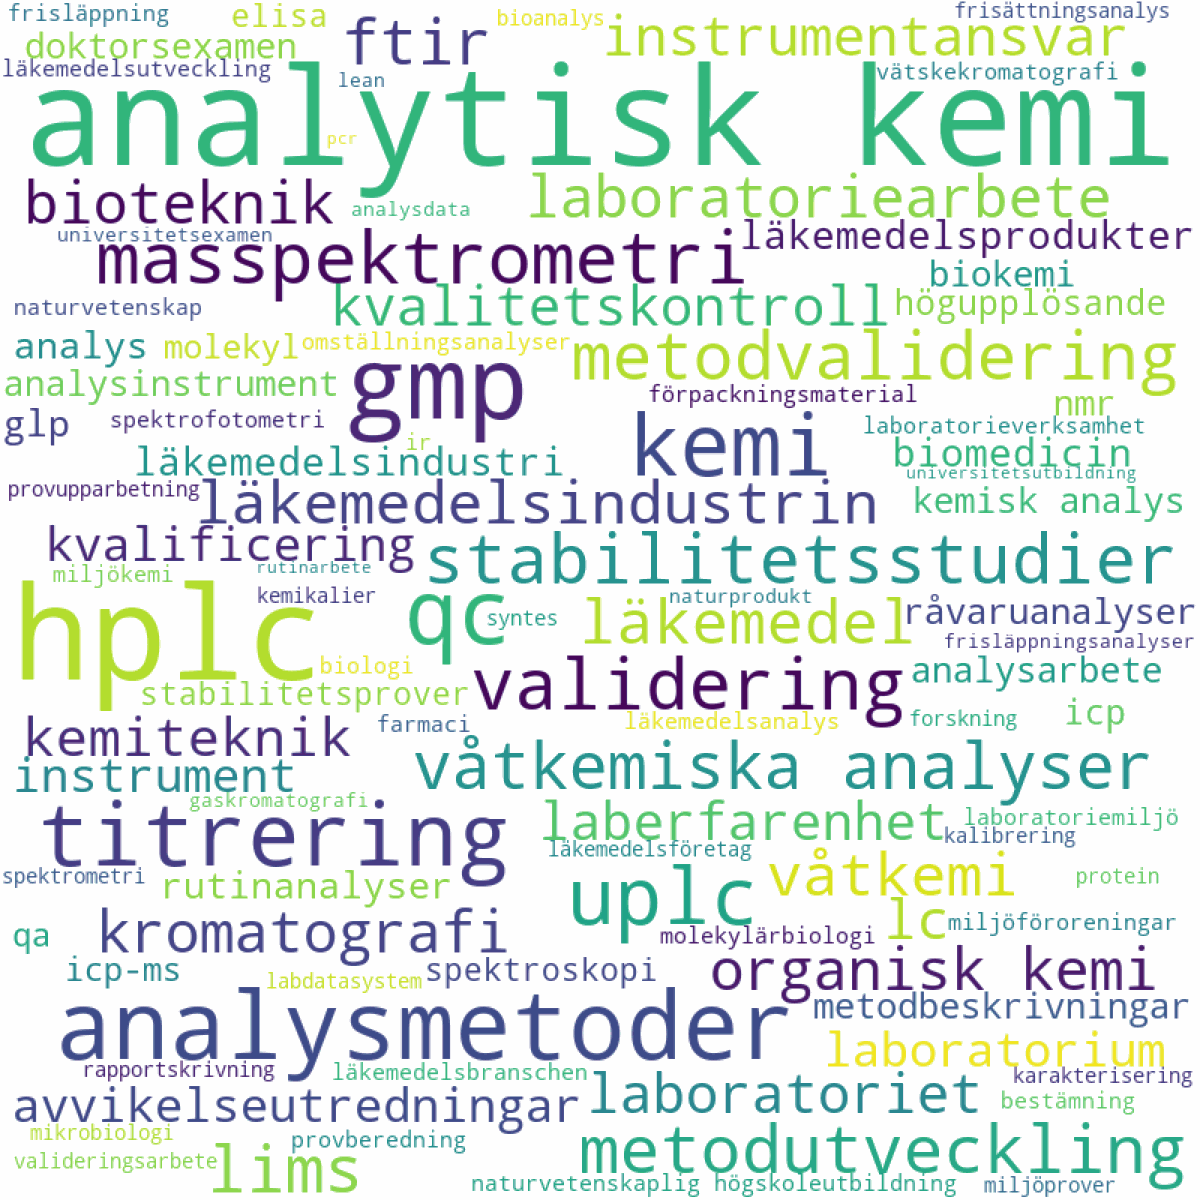 frisläppning
elisa
bioanalys
frisättningsanalys
doktorsexamen
ftir
instrumentansvar
läkemedelsutveckling
lean
vätskekromatografi
analytisk kemi
pcr
bioteknik
analysdata
laboratoriearbete
universitetsexamen
masspektrometri
läkemedelsprodukter
biokemi
naturvetenskap
kvalitetskontroll
högupplösande
analys
molekyl
omställningsanalyser
metodvalidering
analysinstrument
gmp
förpackningsmaterial
nmr
glp
spektrofotometri
ir
kemi
laboratorieverksamhet
läkemedelsindustri
biomedicin
universitetsutbildning
provupparbetning
läkemedelsindustrin
kemisk analys
kvalificering
stabilitetsstudier
miljökemi
rutinarbete
hplc
kemikalier
qc
syntes
naturprodukt
läkemedel
råvaruanalyser
frisläppningsanalyser
biologi
validering
analysarbete
stabilitetsprover
kemiteknik
farmaci
läkemedelsanalys
forskning
icp
instrument
våtkemiska analyser
gaskromatografi
titrering
laberfarenhet
laboratoriemiljö
kalibrering
läkemedelsföretag
spektrometri
rutinanalyser
uplc
våtkemi
protein
qa
kromatografi
lc
miljöföroreningar
molekylärbiologi
icp-ms
labdatasystem
spektroskopi
organisk kemi
analysmetoder
metodbeskrivningar
laboratorium
rapportskrivning
läkemedelsbranschen
karakterisering
avvikelseutredningar
laboratoriet
bestämning
mikrobiologi
provberedning
metodutveckling
valideringsarbete
lims
naturvetenskaplig högskoleutbildning
miljöprover